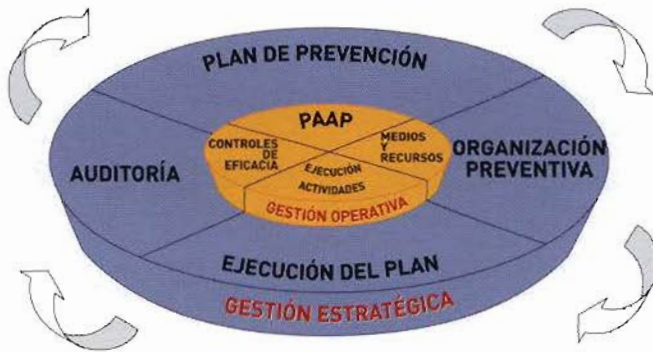 PLAN DE PREVENCIÓN
PAAP
CONTROLES
DE
EFICACIA
MEDIOS
Y
RECURSOS
AUDITORÍA
ORGANIZACIÓN
PREVENTIVA
EJECUCIÓN
ACTIVIDADES
GESTIÓN OPERATIVA
EJECUCIÓN DEL PLAN
GESTIÓN ESTRATÉGICA